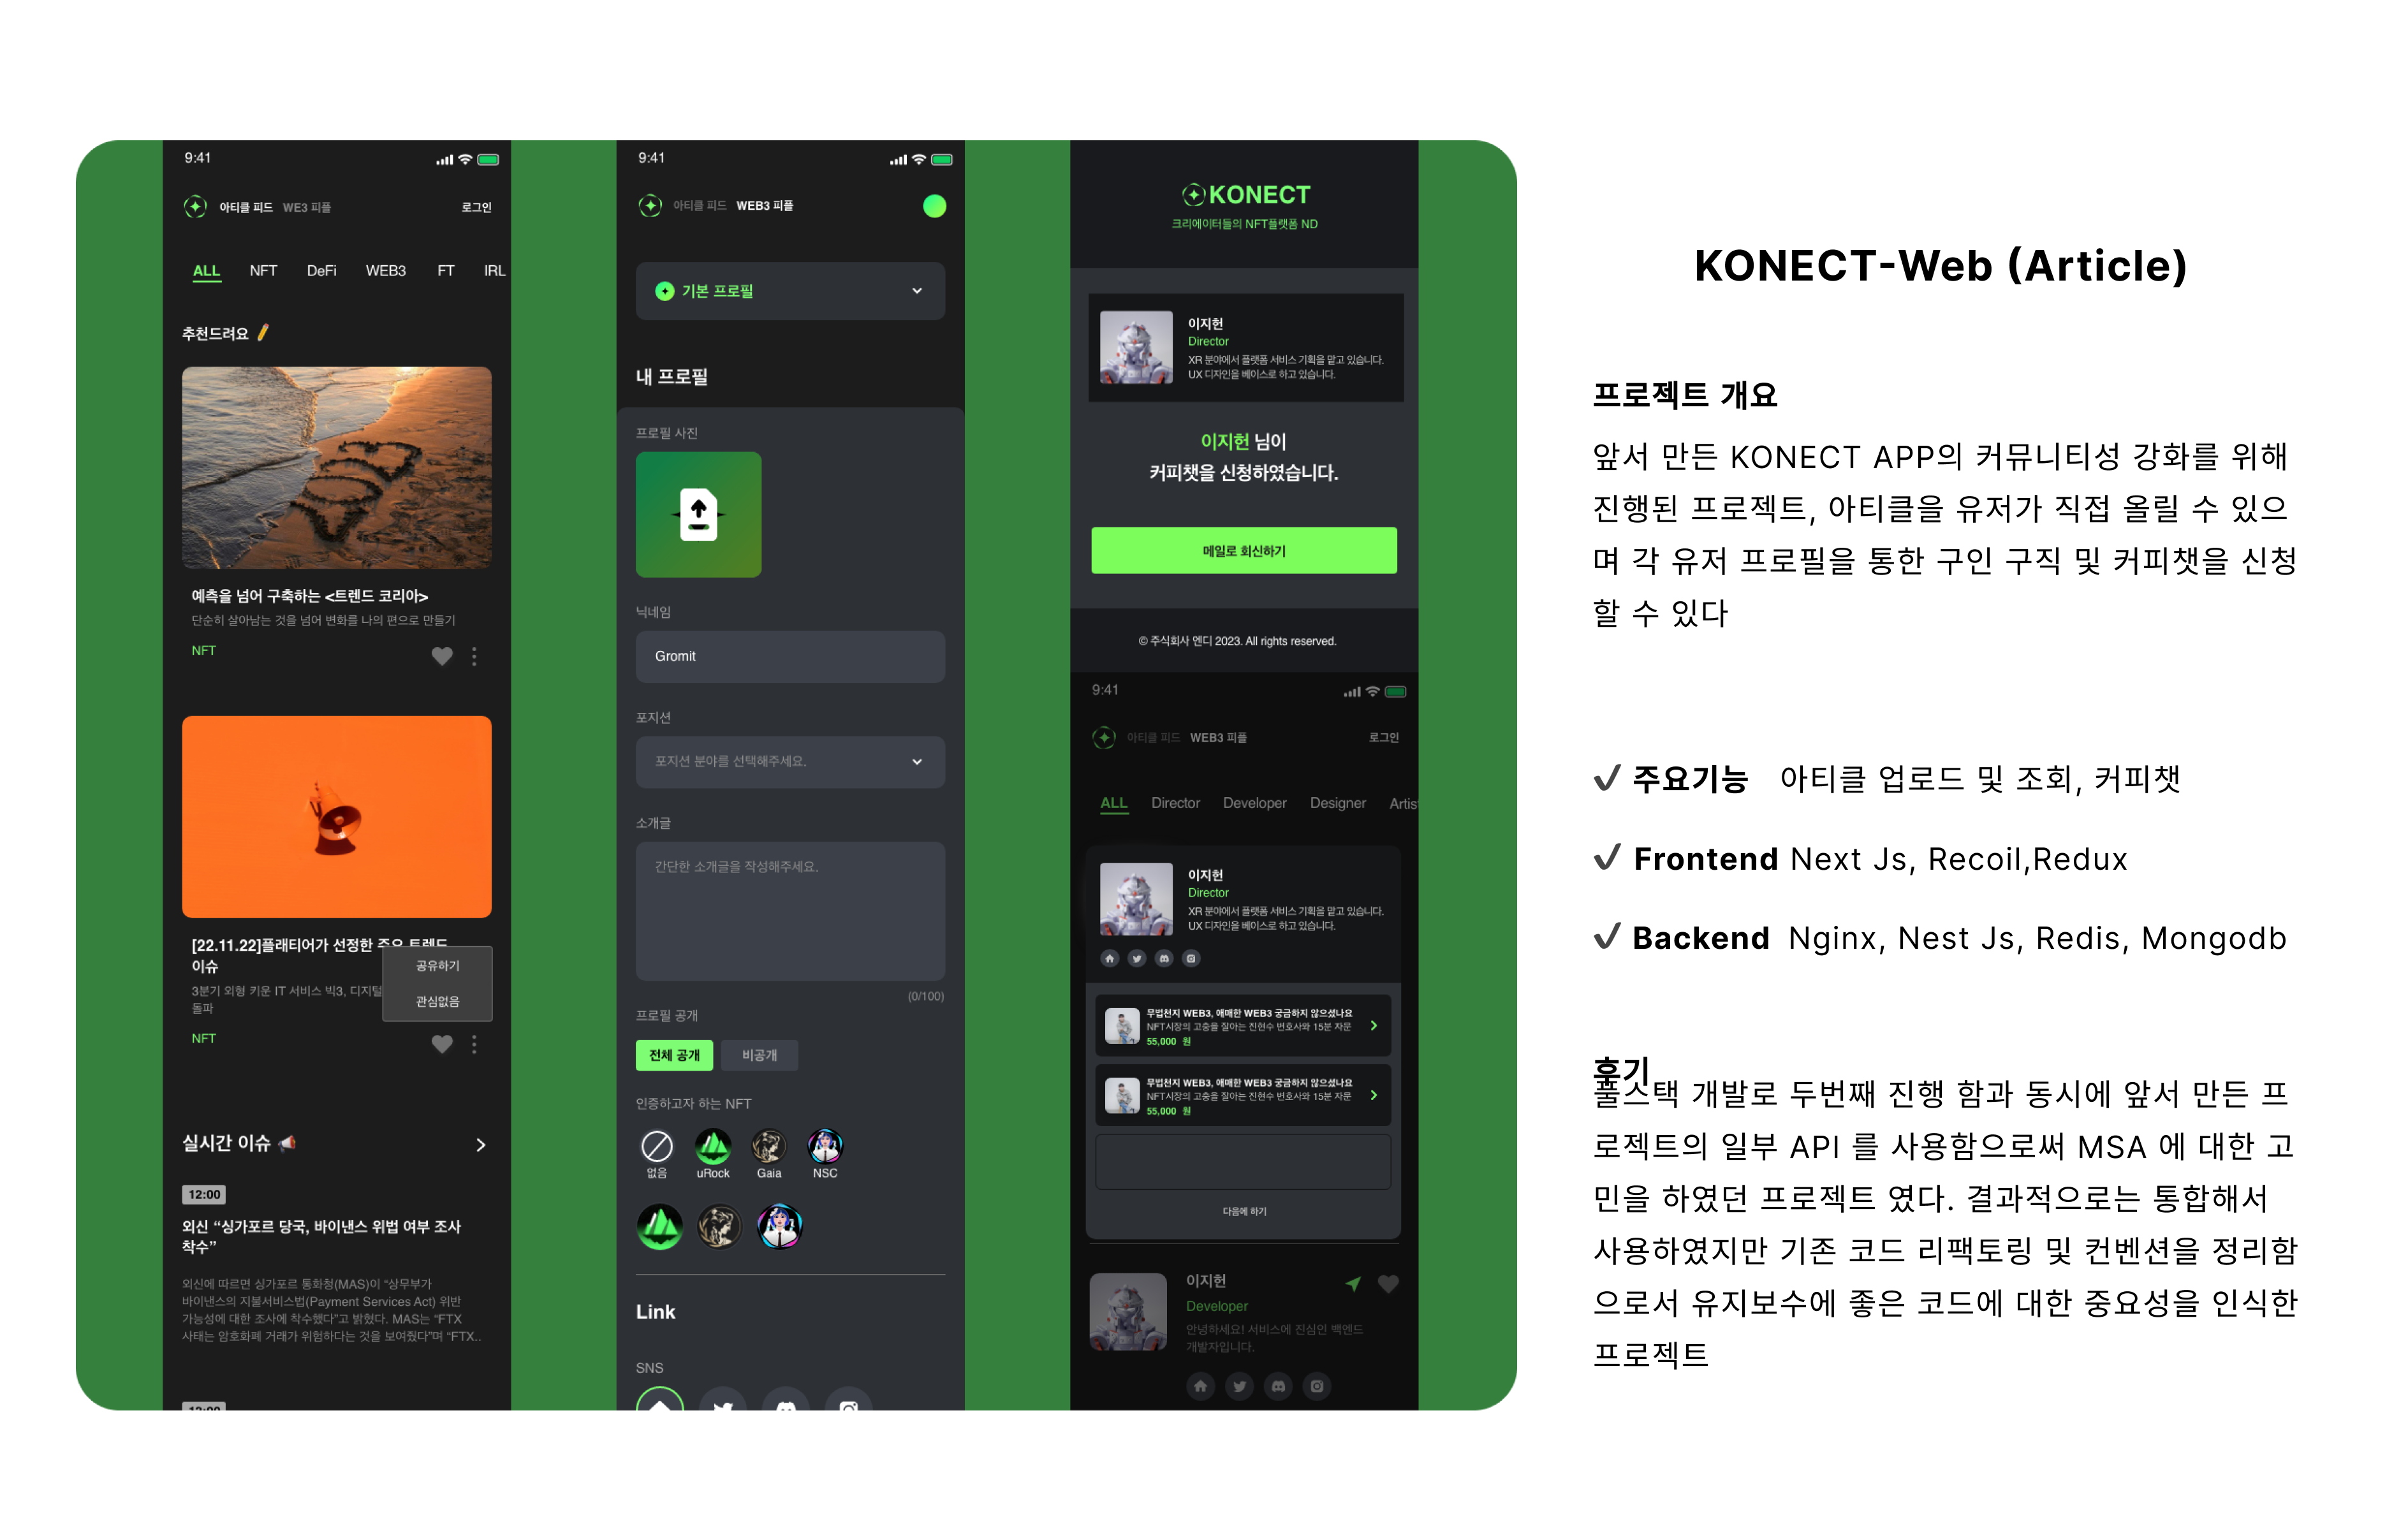 9:41
아티클 피드 WE3 피플 로그인
ALL NFT DeFi WEB3 FT IRL
추천드려요
예측을 넘어 구축하는 <트렌드 코리아>
단순히 살아남는 것을 넘어 변화를 나의 편으로 만들기
NFT
[22.11.22]플래티어가 선정한 주요 트렌드
이슈
3분기 외형 키운 IT 서비스 빅3, 디지털
돌파
공유하기
관심없음
NFT
실시간 이슈
12:00
외신 “싱가포르 당국, 바이낸스 위법 여부 조사
착수”
외신에 따르면 싱가포르 통화청(MAS)이 “상무부가
바이낸스의 지불서비스법(Payment Services Act) 위반
가능성에 대한 조사에 착수했다”고 밝혔다. MAS는 “FTX
사태는 암호화폐 거래가 위험하다는 것을 보여줬다”며 “FTX..
12:00
9:41
아티클 피드 WEB3 피플
기본 프로필
내 프로필
프로필 사진
닉네임
Gromit
포지션
포지션 분야를 선택해주세요.
소개글
간단한 소개글을 작성해주세요.
(0/100)
프로필 공개
전체 공개 비공개
인증하고자 하는 NFT
없음 uRock Gaia NSC
Link
SNS
KONECT
크리에이터들의 NFT플랫폼 ND
이지헌
Director
XR 분야에서 플랫폼 서비스 기획을 맡고 있습니다.
UX 디자인을 베이스로 하고 있습니다.
이지헌 님이
커피챗을 신청하였습니다.
메일로 회신하기
© 주식회사 엔디 2023. All rights reserved.
9:41
아티클 피드 WEB3 피플 로그인
ALL Director Developer Designer Artis
이지헌
Director
XR 분야에서 플랫폼 서비스 기획을 맡고 있습니다.
UX 디자인을 베이스로 하고 있습니다.
무법천지 WEB3, 애매한 WEB3 궁금하지 않으셨나요
NFT시장의 고충을 잘아는 진현수 변호사와 15분 자문
55,000 원
무법천지 WEB3, 애매한 WEB3 궁금하지 않으셨나요
NFT시장의 고충을 잘아는 진현수 변호사와 15분 자문
55,000 원
다음에 하기
이지헌
Developer
안녕하세요! 서비스에 진심인 백엔드
개발자입니다.
KONECT-Web (Article)
프로젝트 개요
앞서 만든 KONECT APP의 커뮤니티성 강화를 위해
진행된 프로젝트, 아티클을 유저가 직접 올릴 수 있으
며 각 유저 프로필을 통한 구인 구직 및 커피챗을 신청
할 수 있다
✔ 주요기능 아티클 업로드 및 조회, 커피챗
✔ Frontend Next Js, Recoil,Redux
✔ Backend Nginx, Nest Js, Redis, Mongodb
후기
풀스택 개발로 두번째 진행 함과 동시에 앞서 만든 프
로젝트의 일부 API 를 사용함으로써 MSA 에 대한 고
민을 하였던 프로젝트 였다. 결과적으로는 통합해서
사용하였지만 기존 코드 리팩토링 및 컨벤션을 정리함
으로서 유지보수에 좋은 코드에 대한 중요성을 인식한
프로젝트